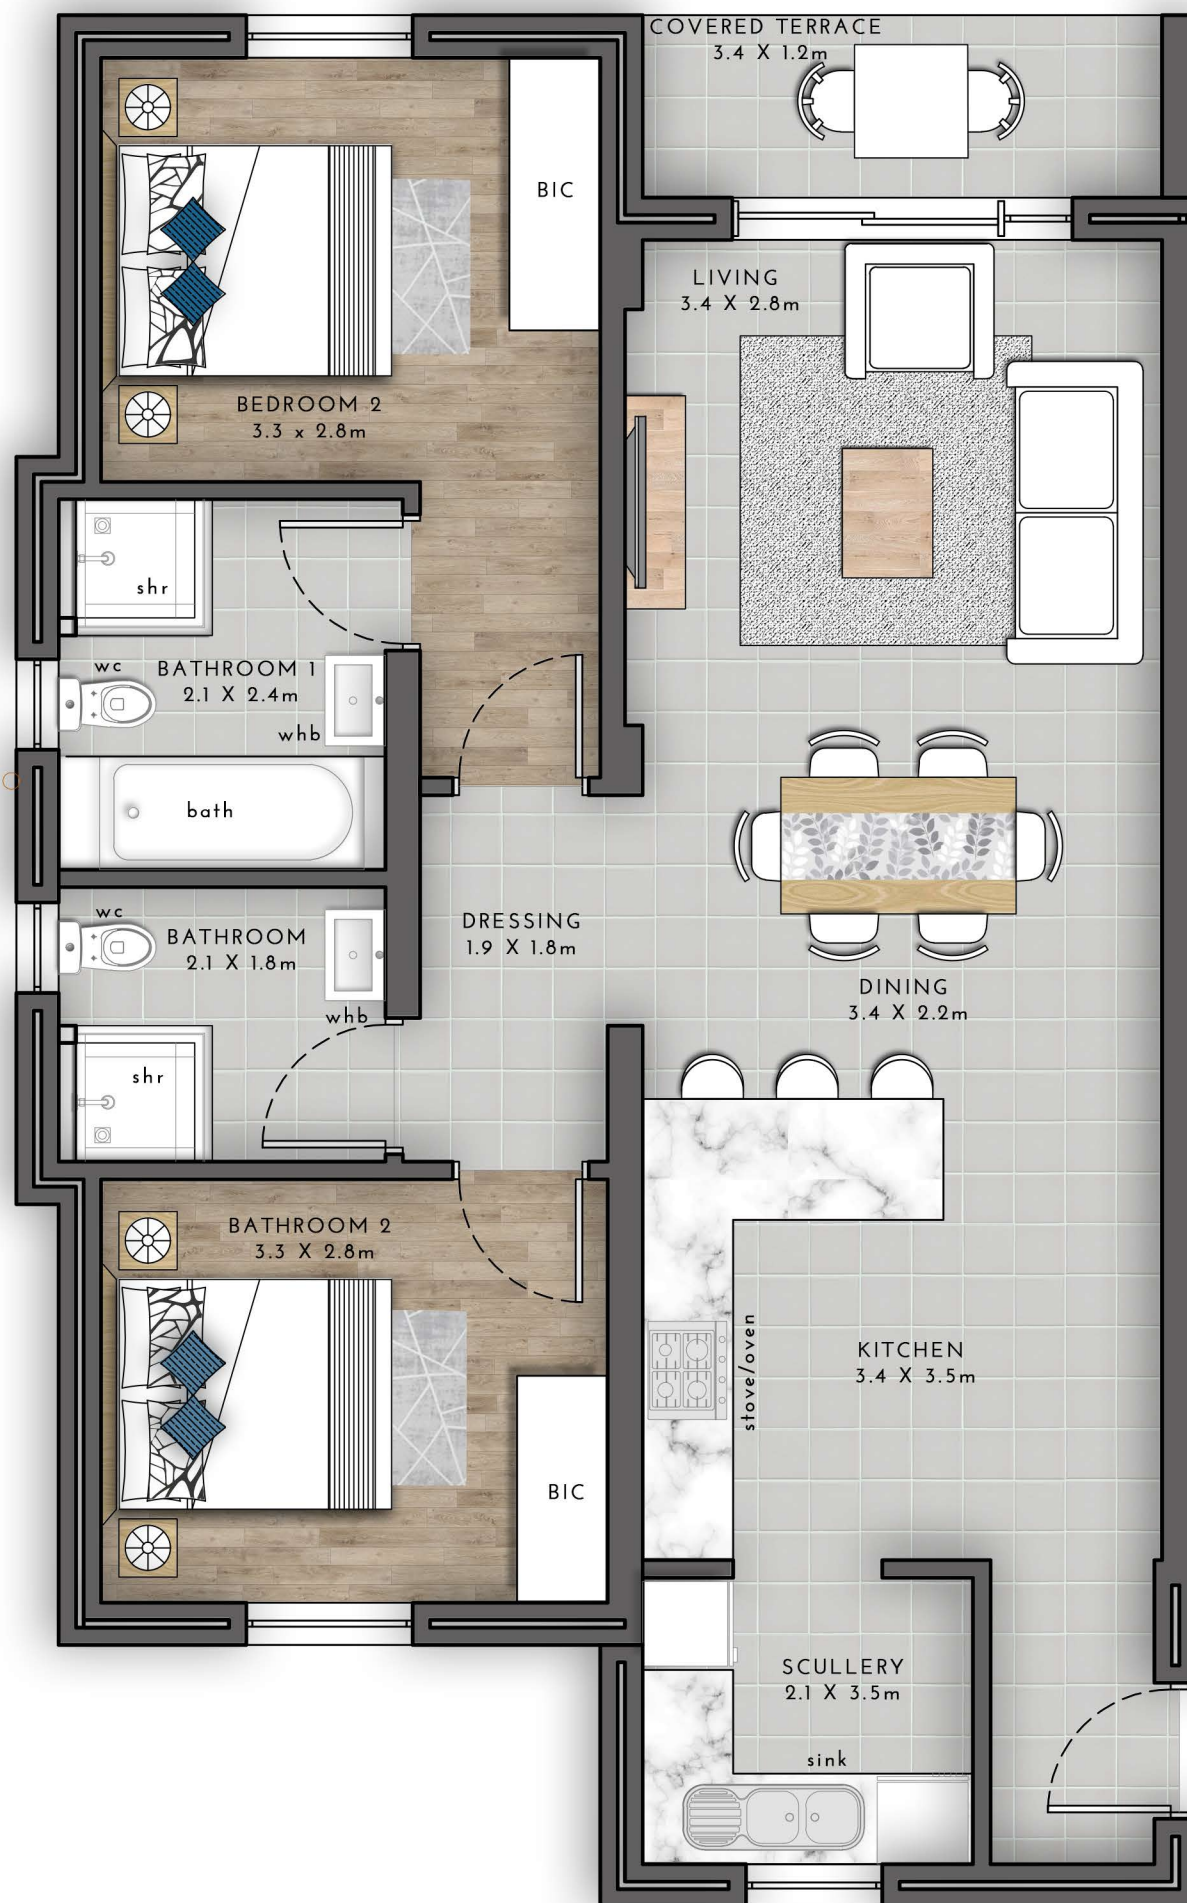 COVERED TERRACE
3.4 X 1.2m
BIC
LIVING
3.4 X 2.8m
BEDROOM 2
3.3 x 2.8m
shr
wc
BATHROOM 1
2.1 X 2.4m
whb
bath
wc
BATHROOM
2.1 X 1.8m
whb
shr
DRESSING
1.9 X 1.8m
DINING
3.4 X 2.2m
BATHROOM 2
3.3 X 2.8m
BIC
stove/oven
KITCHEN
3.4 X 3.5m
SCULLERY
2.1 X 3.5m
sink